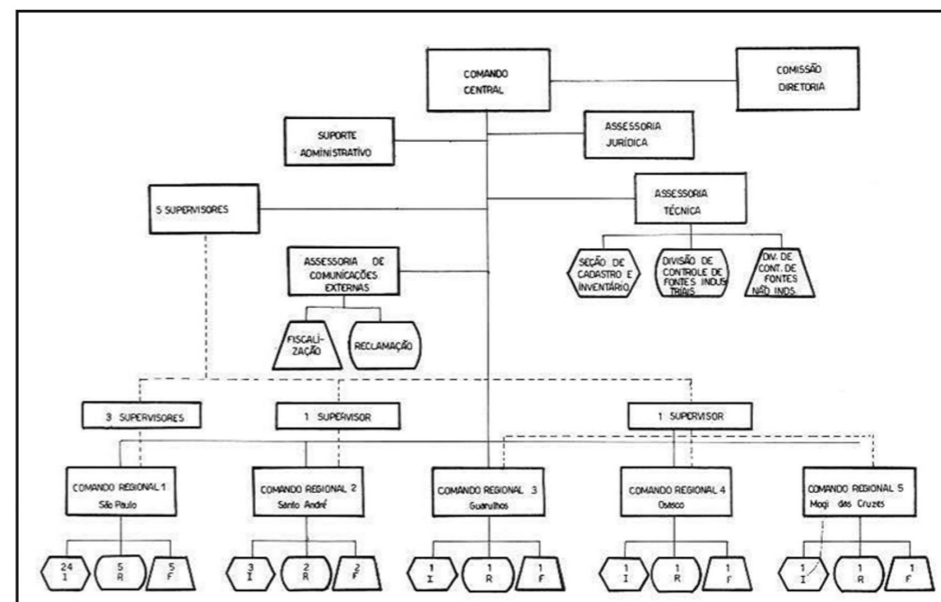 COMANDO
CENTRAL
COMISSÃO
DIRETORIA
SUPORTE
ADMINISTRATIVO
ASSESSORIA
JURÍDICA
5 SUPERVISORES
ASSESSORIA
TÉCNICA
ASSESSORIA DE
COMUNICAÇÕES
EXTERNAS
SEÇÃO DE
CADASTRO E
INVENTÁRIO
DIVISÃO DE
CONTROLE DE
FONTES INDUS
TRIAIS
DIV. DE
CONT. DE
FONTES
NÃO INDS.
FISCALI-
ZAÇÃO
RECLAMAÇÃO
3 SUPERVISORES
1 SUPERVISOR
1 SUPERVISOR
COMANDO REGIONAL 1
São Paulo
COMANDO REGIONAL 2
Santo André
COMANDO REGIONAL 3
Guarulhos
COMANDO REGIONAL 4
Osasco
COMANDO REGIONAL 5
Mogi das Cruzes
24
I
5
R
5
F
3
I
2
R
2
F
1
I
1
R
1
F
1
I
1
R
1
F
1
I
1
R
1
F